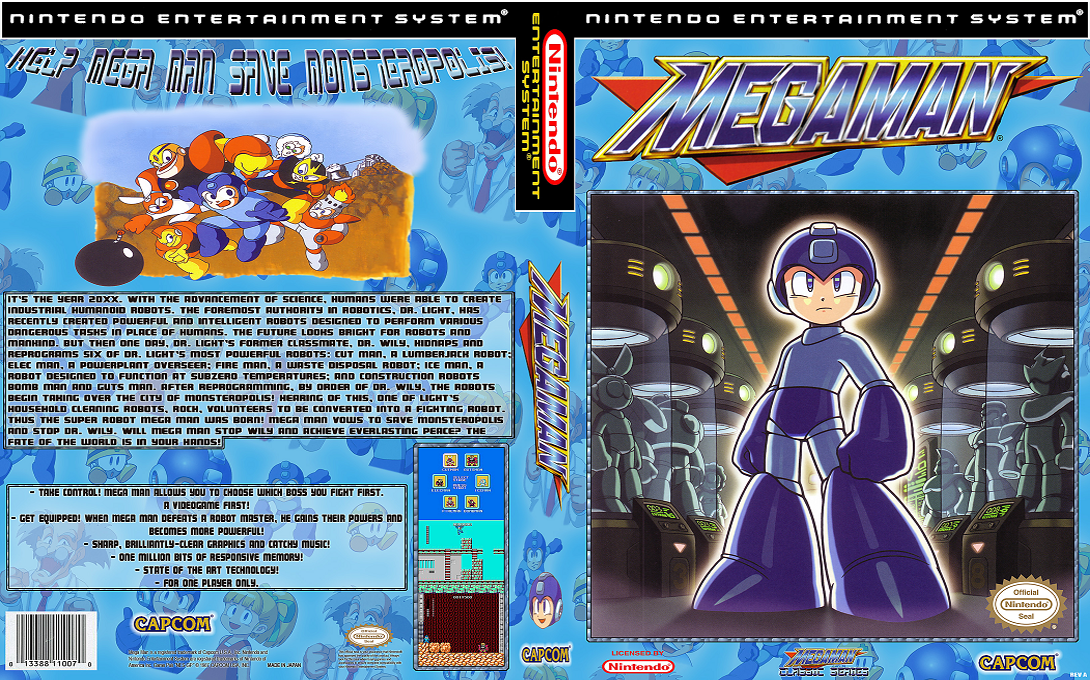 NINTENDO ENTERTAINMENT SYSTEM®
HELP MEGA MAN SAVE MONSTEROPOLIS!
IT'S THE YEAR 20XX. WITH THE ADVANCEMENT OF SCIENCE, HUMANS WERE ABLE TO CREATE
INDUSTRIAL HUMANOID ROBOTS. THE FOREMOST AUTHORITY IN ROBOTICS, DR. LIGHT, HAS
RECENTLY CREATED POWERFUL AND INTELLIGENT ROBOTS DESIGNED TO PERFORM VARIOUS
DANGEROUS TASKS IN PLACE OF HUMANS. THE FUTURE LOOKS BRIGHT FOR ROBOTS AND
MANKIND. BUT THEN ONE DAY, DR. LIGHT'S FORMER CLASSMATE, DR. WILY, KIDNAPS AND
REPROGRAMS SIX OF DR. LIGHT'S MOST POWERFUL ROBOTS: CUT MAN, A LUMBERJACK ROBOT;
ELEC MAN, A POWERPLANT OVERSEER; FIRE MAN, A WASTE DISPOSAL ROBOT; ICE MAN, A
ROBOT DESIGNED TO FUNCTION AT SUBZERO TEMPERATURES; AND CONSTRUCTION ROBOTS
BOMB MAN AND GUTS MAN. AFTER REPROGRAMMING, BY ORDER OF DR. WILY, THE ROBOTS
BEGIN TAKING OVER THE CITY OF MONSTEROPOLIS! HEARING OF THIS, ONE OF LIGHT'S
HOUSEHOLD CLEANING ROBOTS, ROCK, VOLUNTEERS TO BE CONVERTED INTO A FIGHTING ROBOT.
THUS THE SUPER ROBOT MEGA MAN WAS BORN! MEGA MAN VOWS TO SAVE MONSTEROPOLIS
AND STOP DR. WILY. WILL MEGA MAN STOP WILY AND ACHIEVE EVERLASTING PEACE? THE
FATE OF THE WORLD IS IN YOUR HANDS!
- TAKE CONTROL! MEGA MAN ALLOWS YOU TO CHOOSE WHICH BOSS YOU FIGHT FIRST.
A VIDEOGAME FIRST!
- GET EQUIPPED! WHEN MEGA MAN DEFEATS A ROBOT MASTER, HE GAINS THEIR POWERS AND
BECOMES MORE POWERFUL!
- SHARP, BRILLIANTLY-CLEAR GRAPHICS AND CATCHY MUSIC!
- ONE MILLION BITS OF RESPONSIVE MEMORY!
- STATE OF THE ART TECHNOLOGY!
- FOR ONE PLAYER ONLY.
0 13388 11007 0
CAPCOM®
MADE IN JAPAN
Official
Nintendo
Seal
NINTENDO
ENTERTAINMENT
SYSTEM®
Nintendo®
MEGAMAN
CAPCOM
NINTENDO ENTERTAINMENT SYSTEM®
MEGAMAN
Official
Nintendo
Seal
LICENSED BY
Nintendo
MEGAMAN
CLASSIC SERIES
CAPCOM